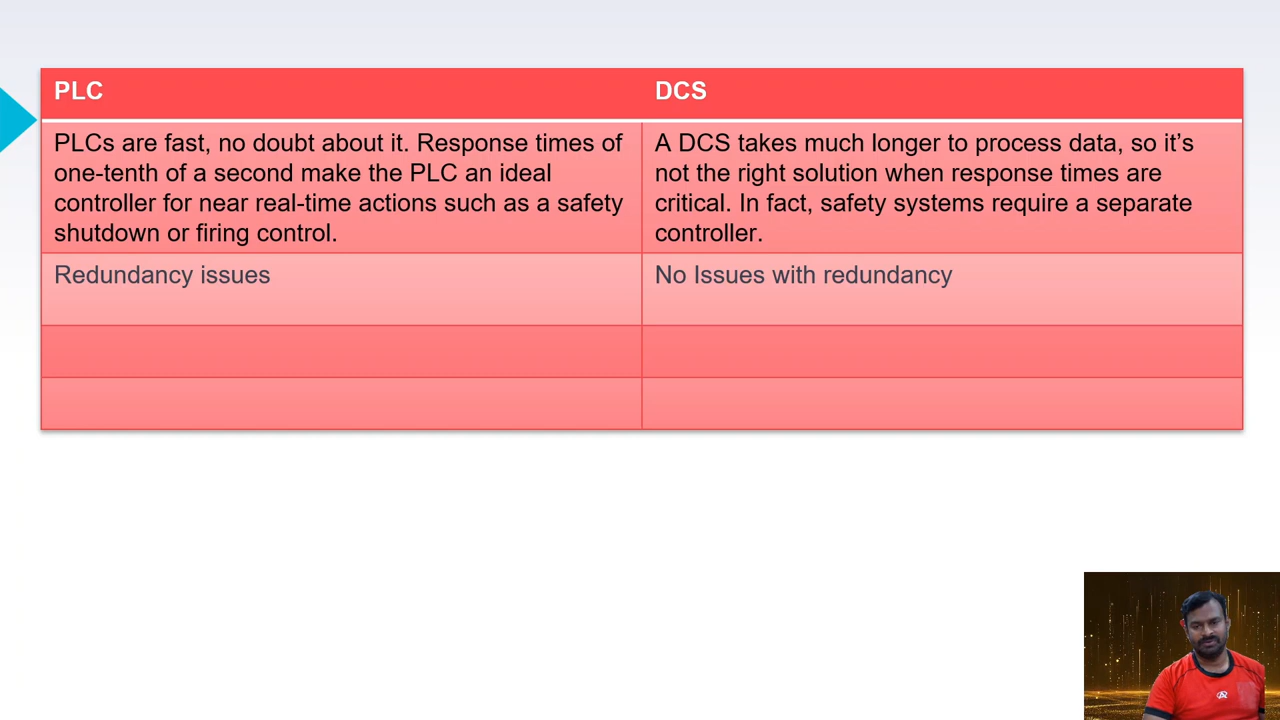 PLC
DCS
PLCs are fast, no doubt about it. Response times of
one-tenth of a second make the PLC an ideal
controller for near real-time actions such as a safety
shutdown or firing control.
A DCS takes much longer to process data, so it’s
not the right solution when response times are
critical. In fact, safety systems require a separate
controller.
Redundancy issues
No Issues with redundancy